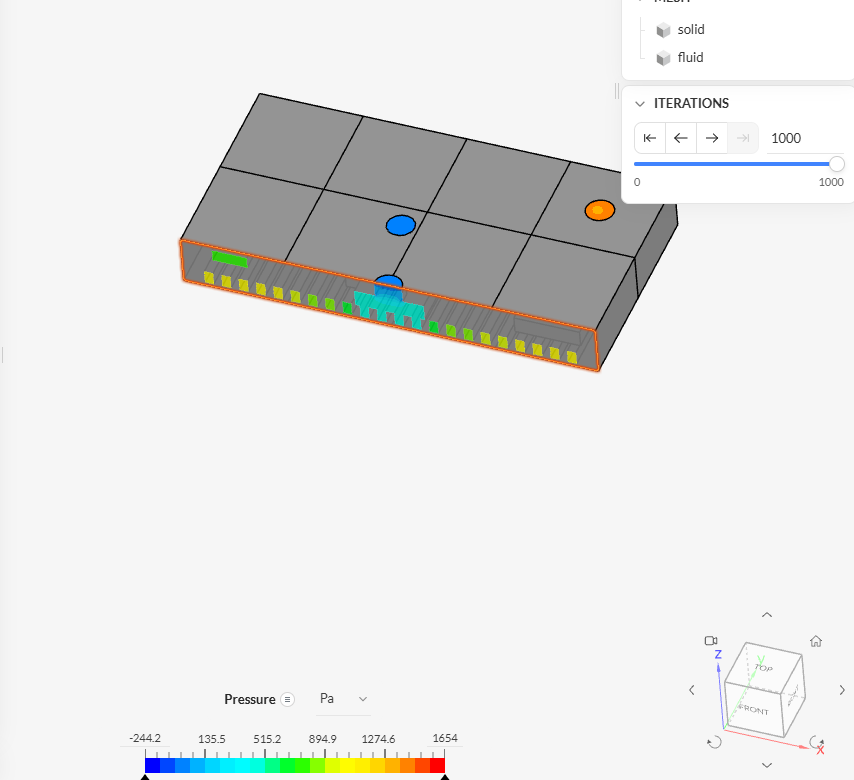 solid
fluid
ITERATIONS
1000
0 1000
Z
Y
TOP
FRONT
X
Pressure Pa
-244.2 135.5 515.2 894.9 1274.6 1654